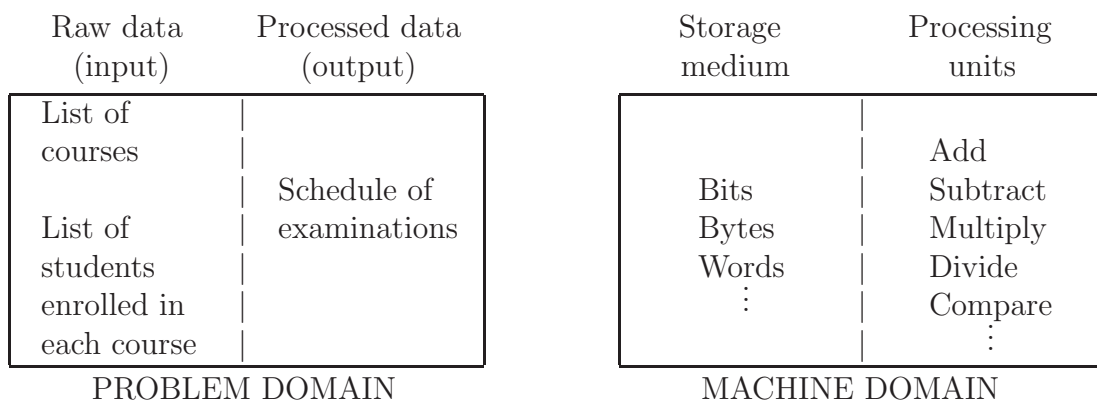 Raw data Processed data
(input) (output)
List of
courses
Schedule of
List of examinations
students
enrolled in
each course
PROBLEM DOMAIN
Storage Processing
medium units
Add
Bits Subtract
Bytes Multiply
Words Divide
⋮ Compare
⋮
MACHINE DOMAIN